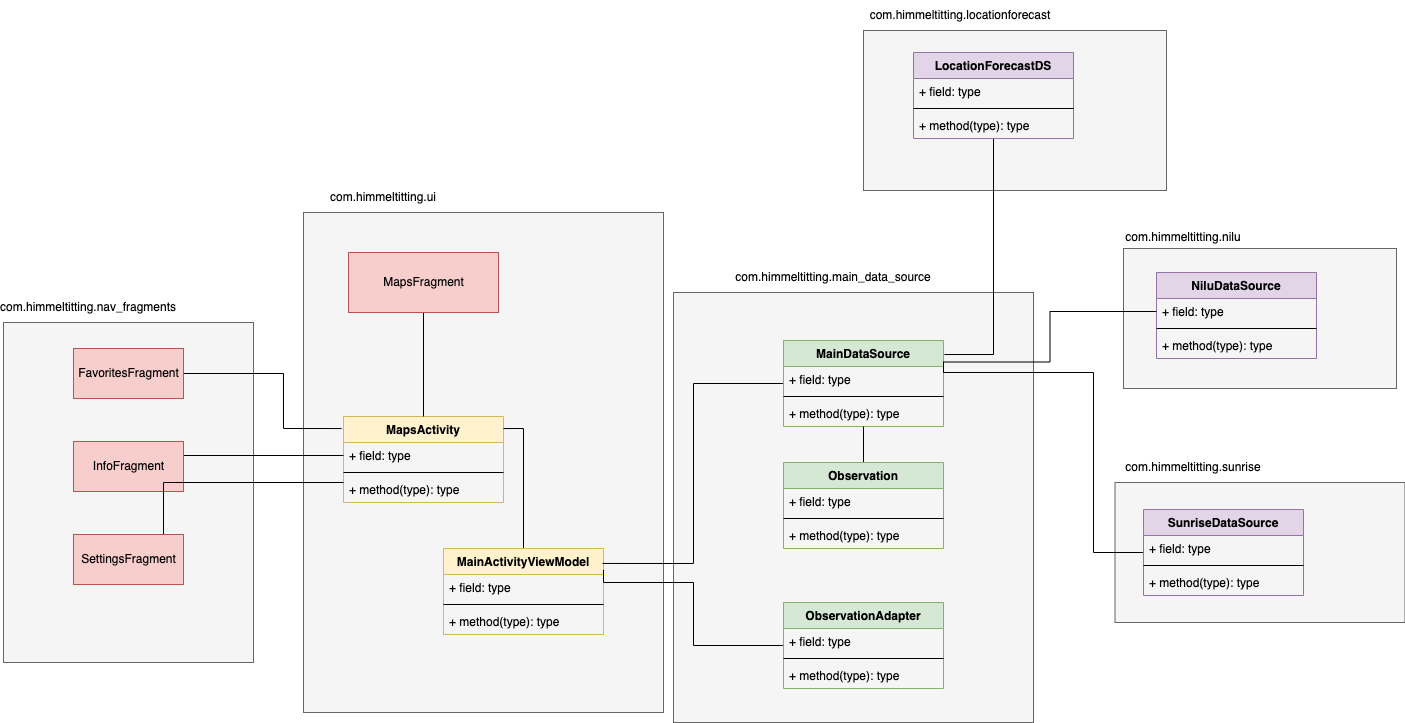 com.himmeltitting.locationforecast
LocationForecastDS
+ field: type
+ method(type): type
com.himmeltitting.ui
MapsFragment
MapsActivity
+ field: type
+ method(type): type
MainActivityViewModel
+ field: type
+ method(type): type
com.himmeltitting.nav_fragments
FavoritesFragment
InfoFragment
SettingsFragment
com.himmeltitting.main_data_source
MainDataSource
+ field: type
+ method(type): type
Observation
+ field: type
+ method(type): type
ObservationAdapter
+ field: type
+ method(type): type
com.himmeltitting.nilu
NiluDataSource
+ field: type
+ method(type): type
com.himmeltitting.sunrise
SunriseDataSource
+ field: type
+ method(type): type